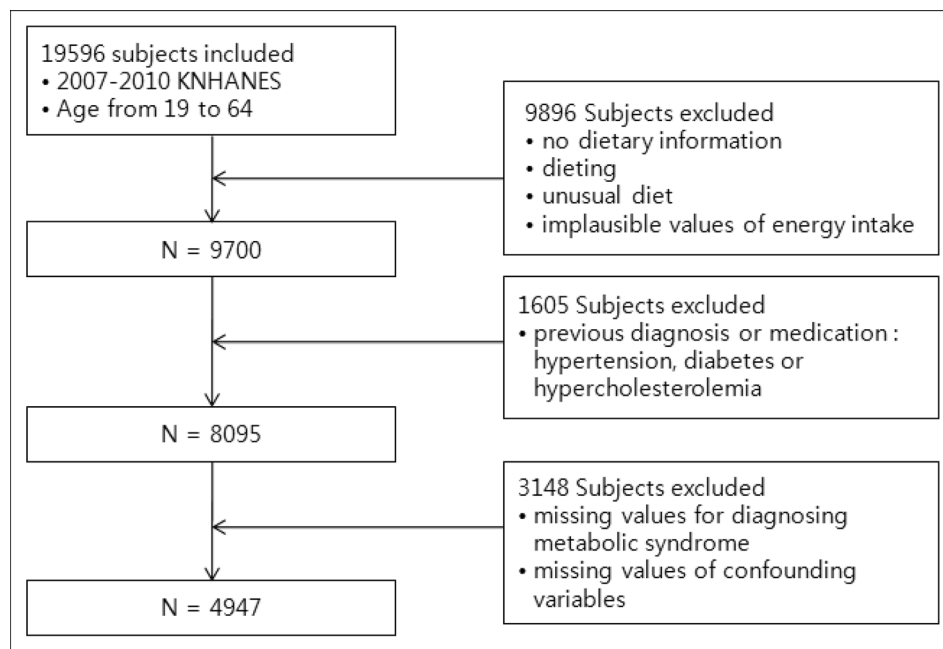 19596 subjects included
• 2007-2010 KNHANES
• Age from 19 to 64
9896 Subjects excluded
• no dietary information
• dieting
• unusual diet
• implausible values of energy intake
N = 9700
1605 Subjects excluded
• previous diagnosis or medication :
hypertension, diabetes or
hypercholesterolemia
N = 8095
3148 Subjects excluded
• missing values for diagnosing
metabolic syndrome
• missing values of confounding
variables
N = 4947